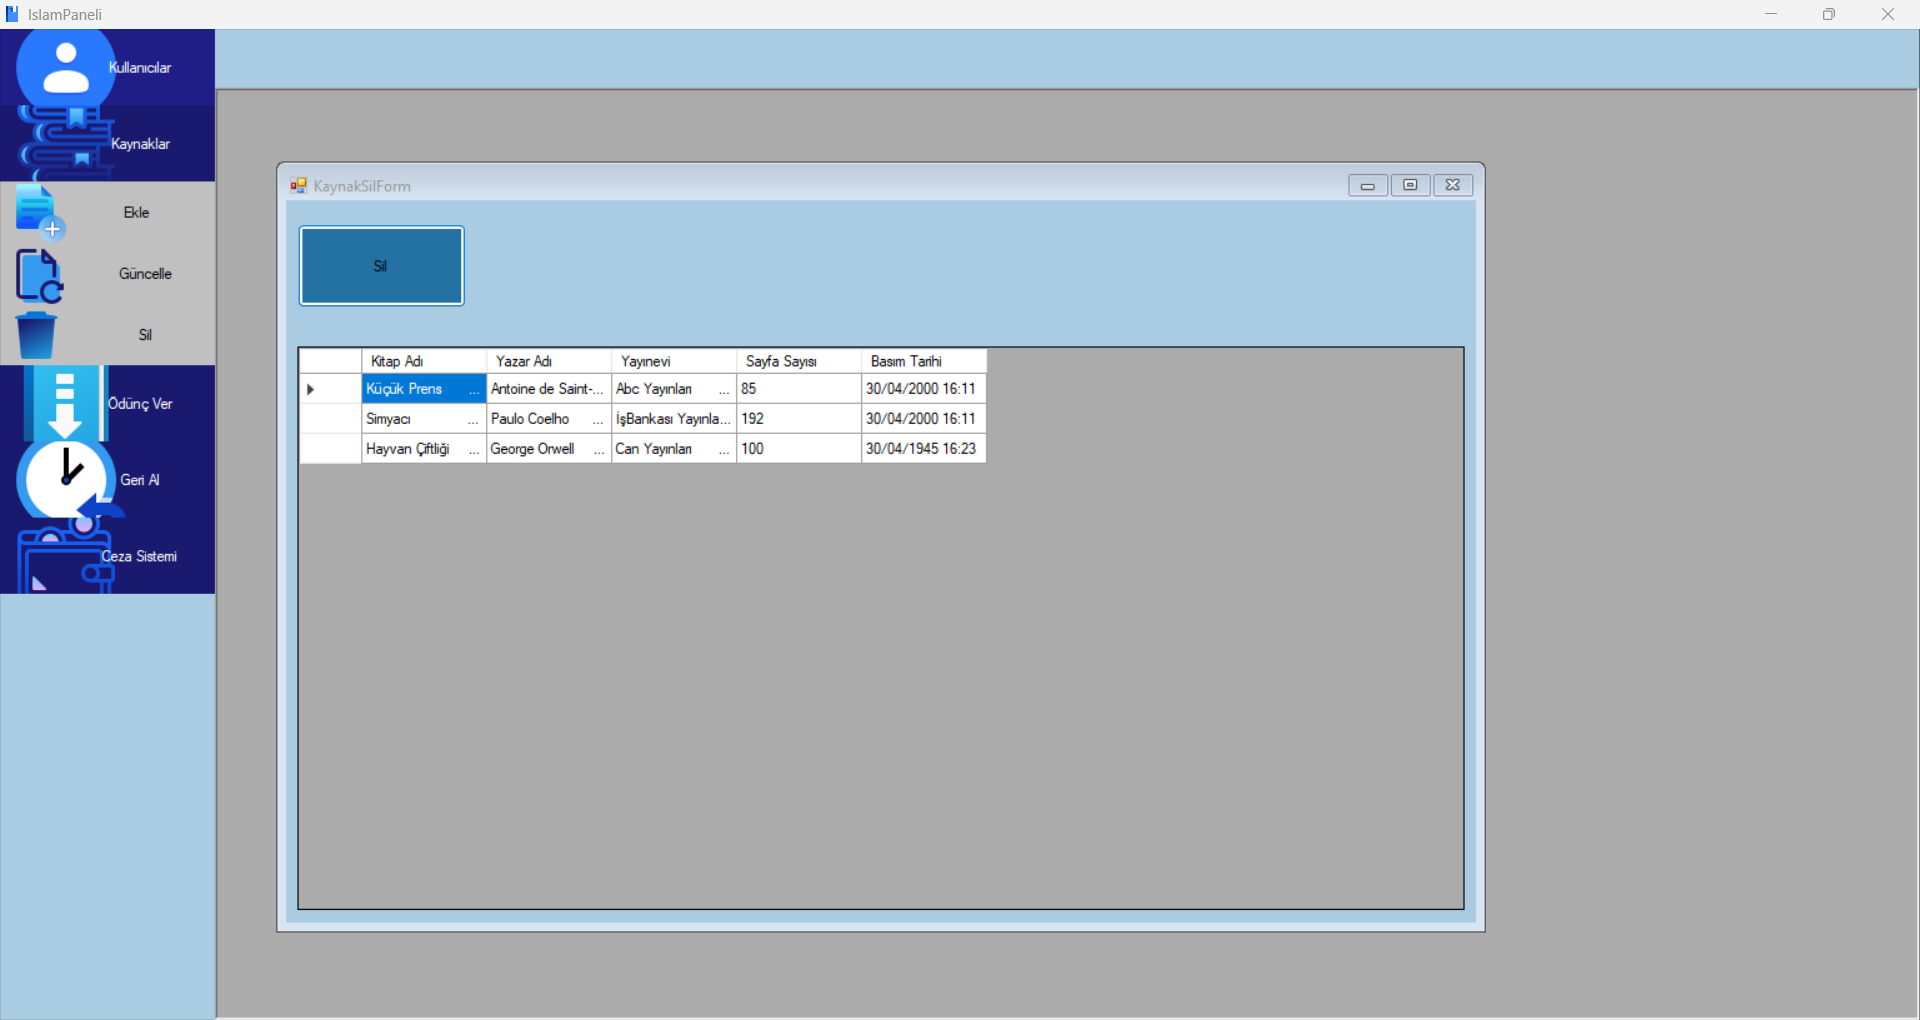 IslamPaneli
Kullanıcılar
Kaynaklar
Ekle
Güncelle
Sil
Ödünç Ver
Geri Al
Ceza Sistemi
KaynakSilForm
Sil
Kitap Adı Yazar Adı Yayınevi Sayfa Sayısı Basım Tarihi
Küçük Prens ... Antoine de Saint-... Abc Yayınları ... 85 30/04/2000 16:11
Simyacı ... Paulo Coelho ... İşBankası Yayınla... 192 30/04/2000 16:11
Hayvan Çiftliği ... George Orwell ... Can Yayınları ... 100 30/04/1945 16:23